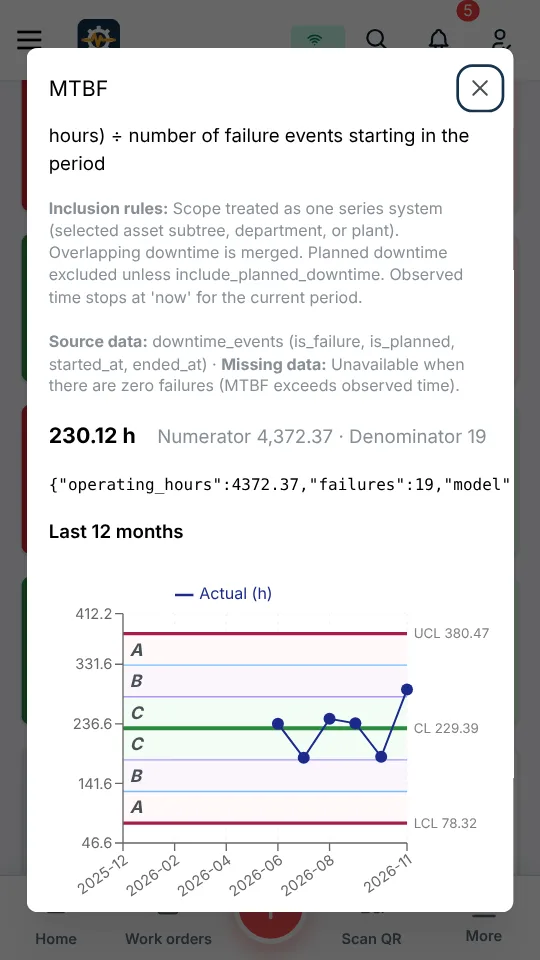 5
MTBF
hours) ÷ number of failure events starting in the
period
Inclusion rules: Scope treated as one series system
(selected asset subtree, department, or plant).
Overlapping downtime is merged. Planned downtime
excluded unless include_planned_downtime. Observed
time stops at 'now' for the current period.
Source data: downtime_events (is_failure, is_planned,
started_at, ended_at) · Missing data: Unavailable when
there are zero failures (MTBF exceeds observed time).
230.12 h Numerator 4,372.37 · Denominator 19
{"operating_hours":4372.37,"failures":19,"model"
Last 12 months
Actual (h)
412.2
UCL 380.47
A
331.6
B
C
236.6
CL 229.39
C
B
141.6
A
LCL 78.32
46.6
2025-12 2026-02 2026-04 2026-06 2026-08 2026-11
Home Work orders Scan QR More